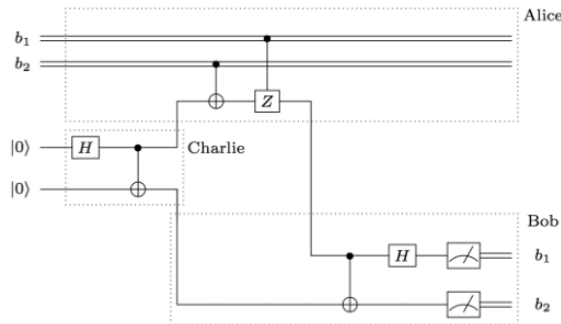 Alice
b₁
b₂
Z
|0⟩ H Charlie
|0⟩
Bob
H b₁
b₂